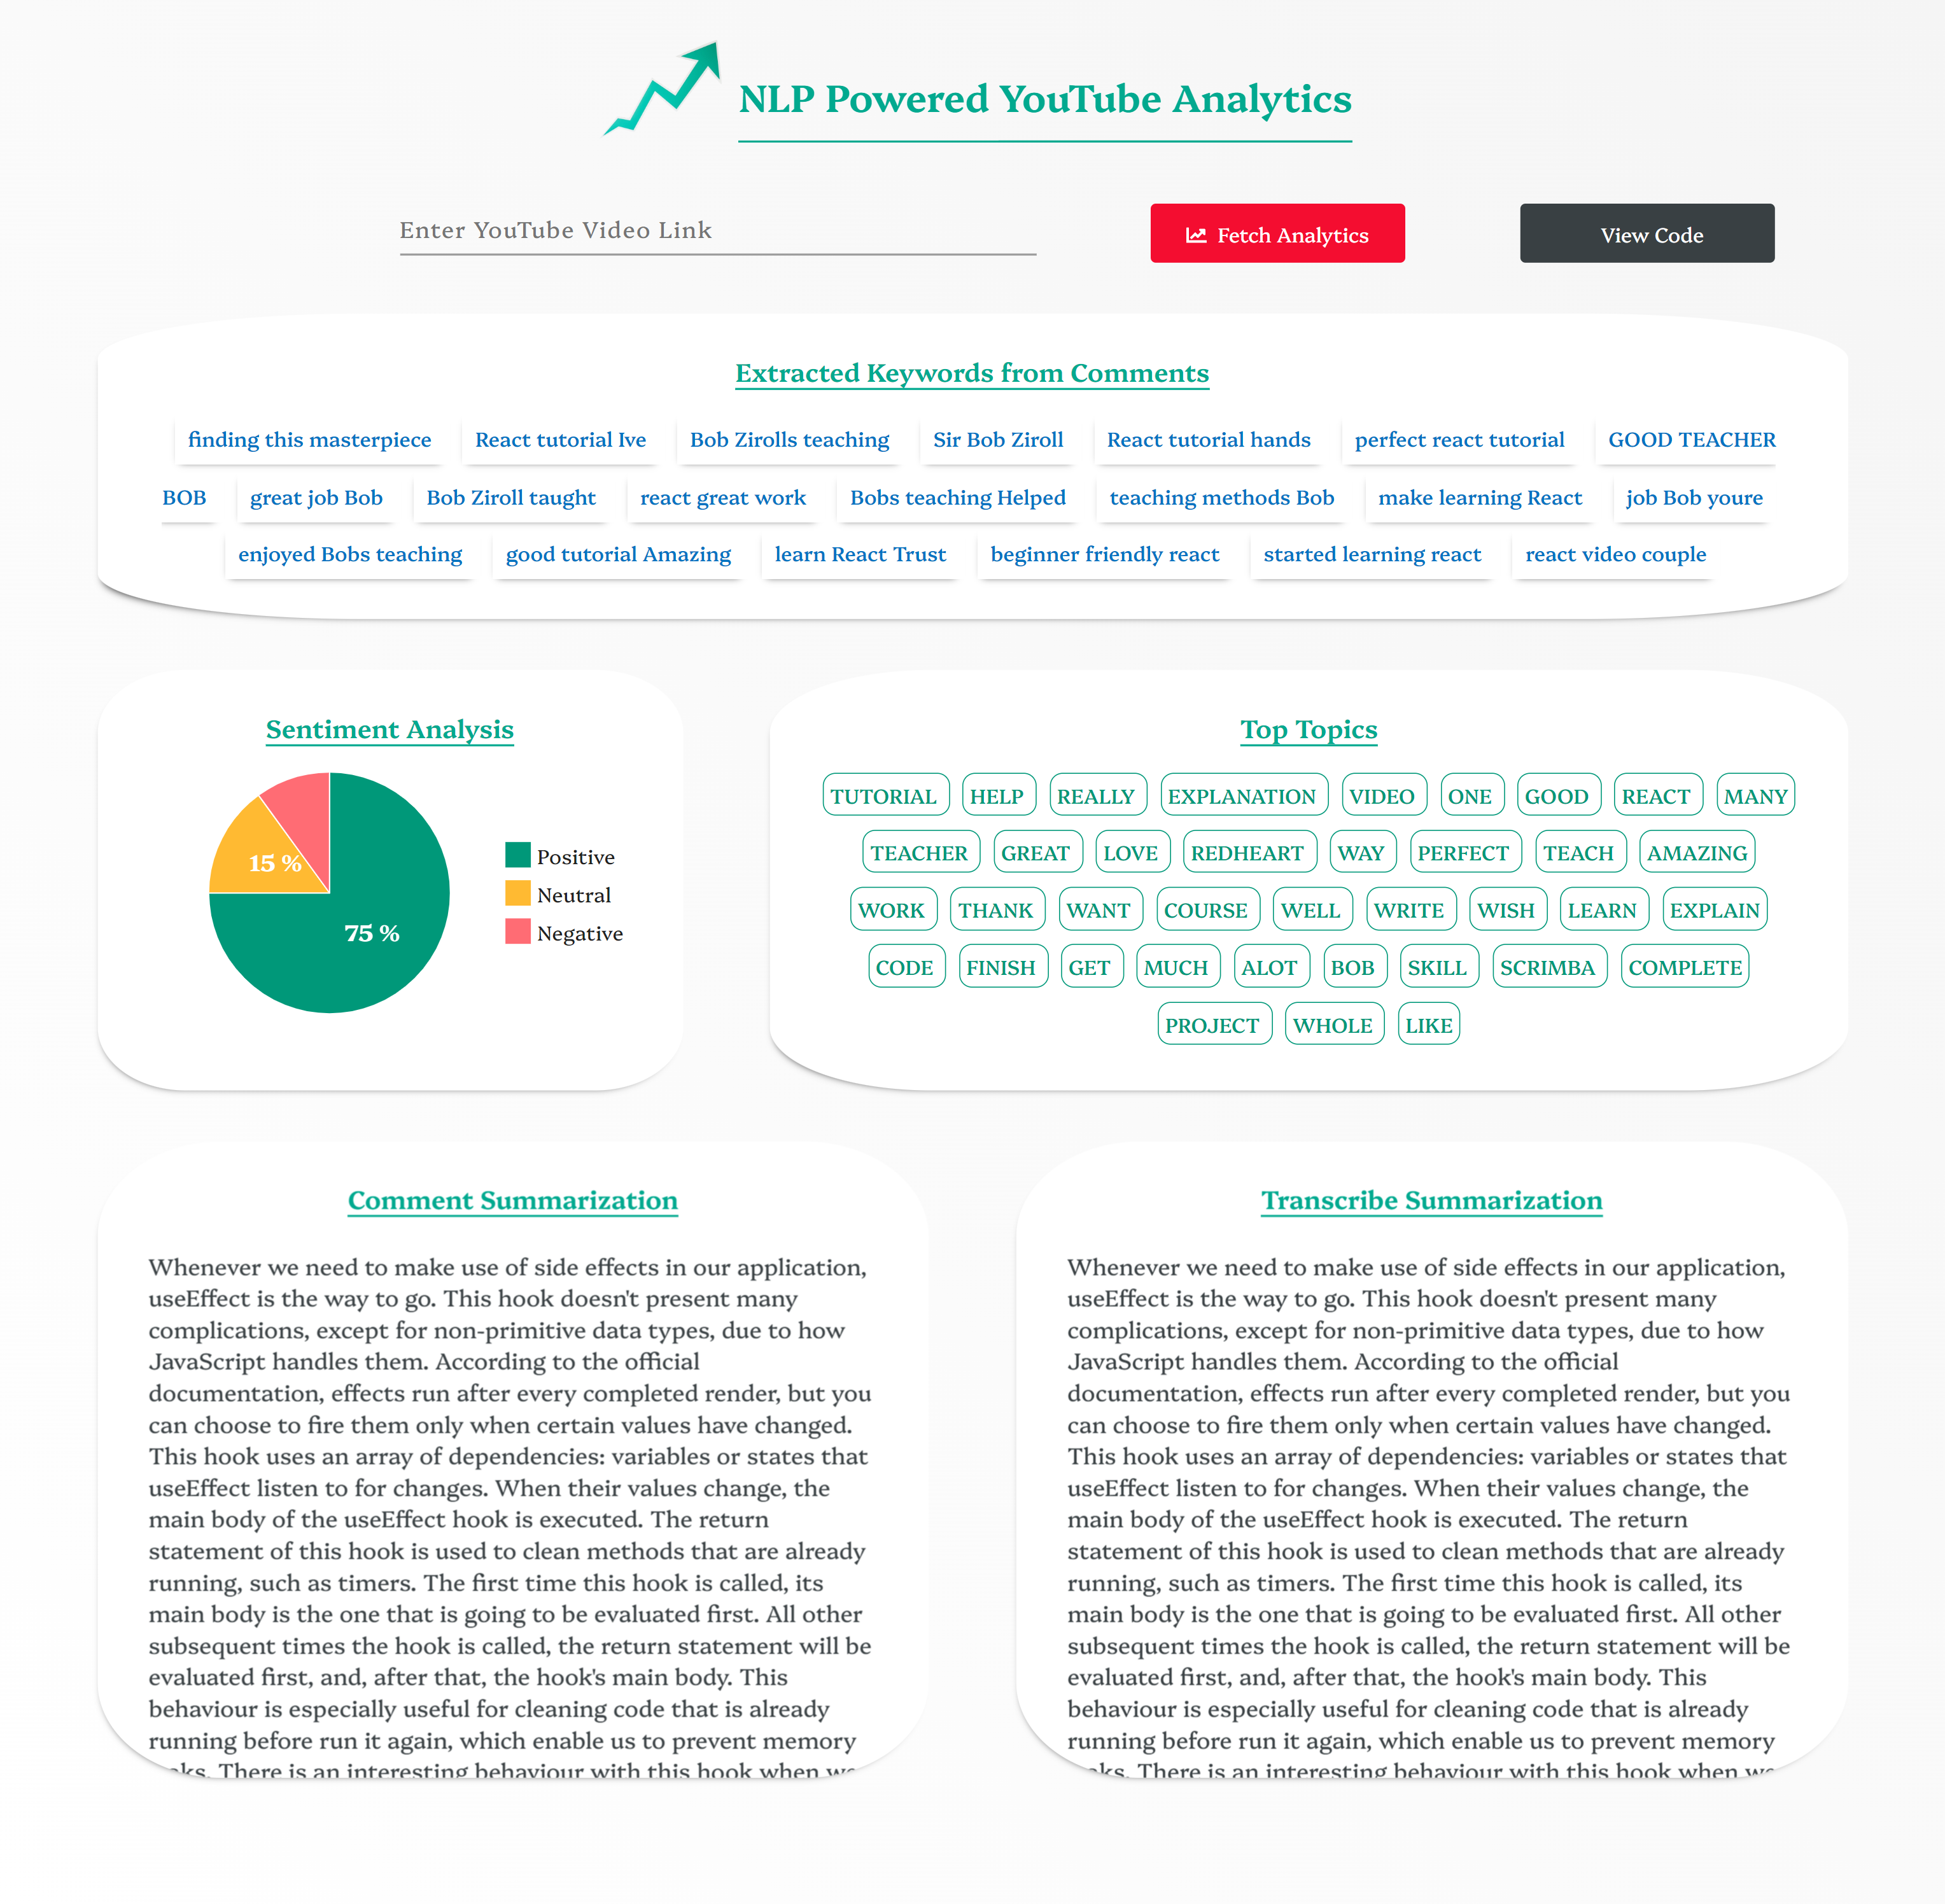 NLP Powered YouTube Analytics
Enter YouTube Video Link
Fetch Analytics
View Code
Extracted Keywords from Comments
finding this masterpiece React tutorial Ive Bob Zirolls teaching Sir Bob Ziroll React tutorial hands perfect react tutorial GOOD TEACHER
BOB great job Bob Bob Ziroll taught react great work Bobs teaching Helped teaching methods Bob make learning React job Bob youre
enjoyed Bobs teaching good tutorial Amazing learn React Trust beginner friendly react started learning react react video couple
Sentiment Analysis
15 %
75 %
Positive
Neutral
Negative
Top Topics
TUTORIAL HELP REALLY EXPLANATION VIDEO ONE GOOD REACT MANY
TEACHER GREAT LOVE REDHEART WAY PERFECT TEACH AMAZING
WORK THANK WANT COURSE WELL WRITE WISH LEARN EXPLAIN
CODE FINISH GET MUCH ALOT BOB SKILL SCRIMBA COMPLETE
PROJECT WHOLE LIKE
Comment Summarization
Whenever we need to make use of side effects in our application,
useEffect is the way to go. This hook doesn't present many
complications, except for non-primitive data types, due to how
JavaScript handles them. According to the official
documentation, effects run after every completed render, but you
can choose to fire them only when certain values have changed.
This hook uses an array of dependencies: variables or states that
useEffect listen to for changes. When their values change, the
main body of the useEffect hook is executed. The return
statement of this hook is used to clean methods that are already
running, such as timers. The first time this hook is called, its
main body is the one that is going to be evaluated first. All other
subsequent times the hook is called, the return statement will be
evaluated first, and, after that, the hook's main body. This
behaviour is especially useful for cleaning code that is already
running before run it again, which enable us to prevent memory
There is an interesting behaviour with this hook when
Transcribe Summarization
Whenever we need to make use of side effects in our application,
useEffect is the way to go. This hook doesn't present many
complications, except for non-primitive data types, due to how
JavaScript handles them. According to the official
documentation, effects run after every completed render, but you
can choose to fire them only when certain values have changed.
This hook uses an array of dependencies: variables or states that
useEffect listen to for changes. When their values change, the
main body of the useEffect hook is executed. The return
statement of this hook is used to clean methods that are already
running, such as timers. The first time this hook is called, its
main body is the one that is going to be evaluated first. All other
subsequent times the hook is called, the return statement will be
evaluated first, and, after that, the hook's main body. This
behaviour is especially useful for cleaning code that is already
running before run it again, which enable us to prevent memory
There is an interesting behaviour with this hook when